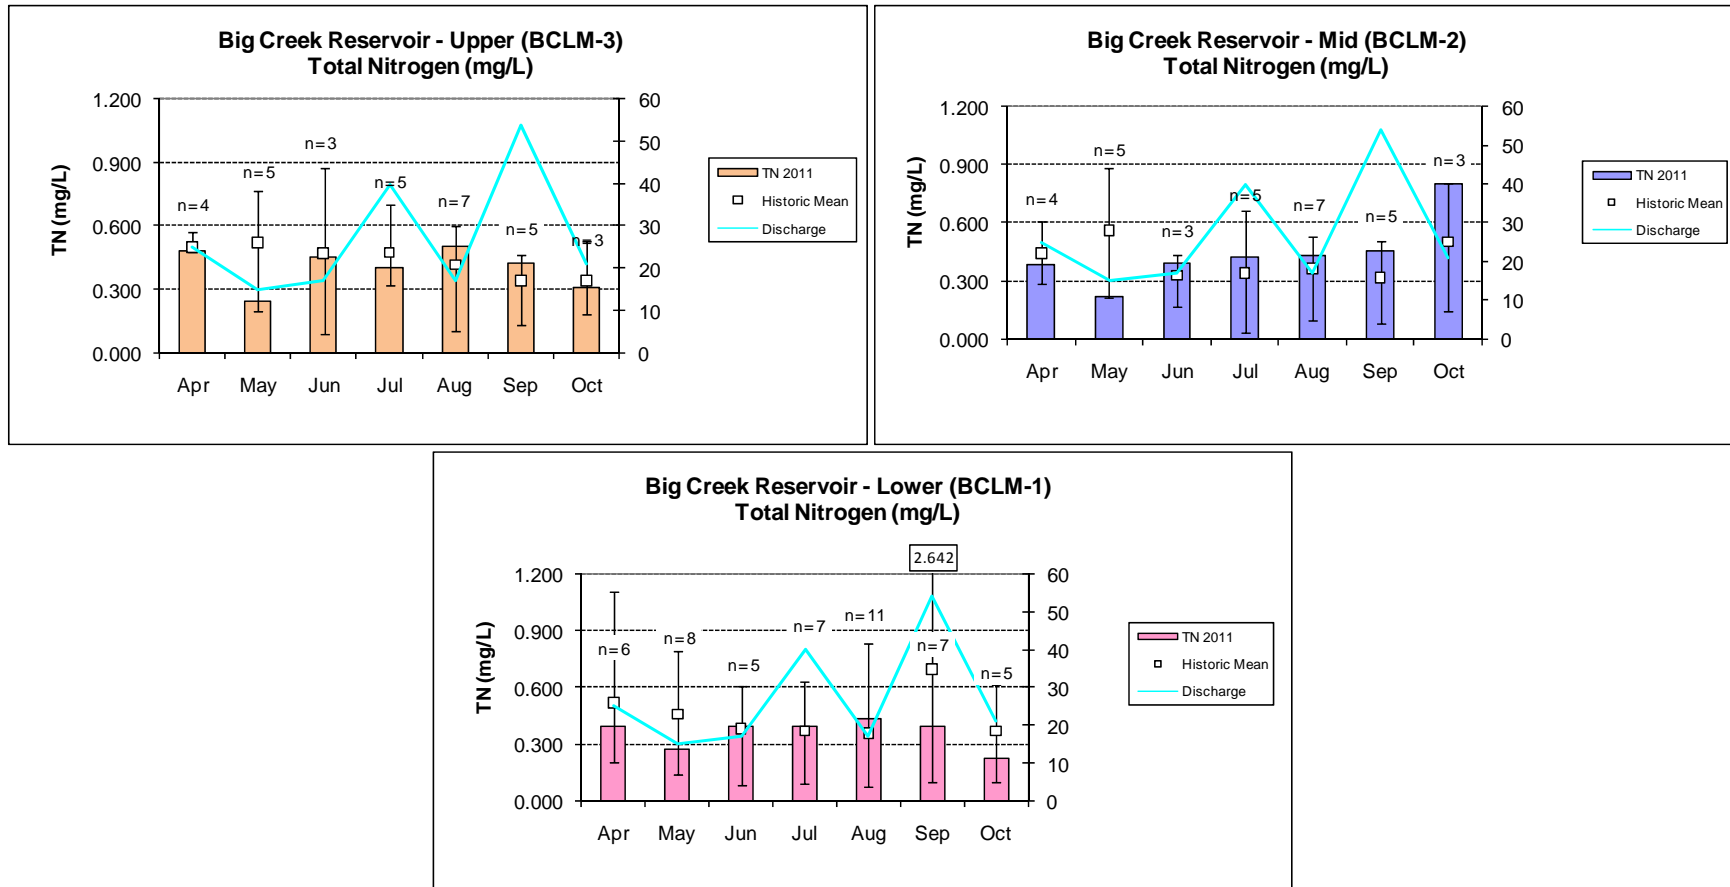 Big Creek Reservoir - Upper (BCLM-3)
Total Nitrogen (mg/L)
1.200
0.900
0.600
0.300
0.000
TN (mg/L)
60
50
40
30
20
10
0
n=4
n=5
n=3
n=5
n=7
n=5
n=3
Apr May Jun Jul Aug Sep Oct
TN 2011
Historic Mean
Discharge
Big Creek Reservoir - Mid (BCLM-2)
Total Nitrogen (mg/L)
1.200
0.900
0.600
0.300
0.000
TN (mg/L)
60
50
40
30
20
10
0
n=4
n=5
n=3
n=5
n=7
n=5
n=3
Apr May Jun Jul Aug Sep Oct
TN 2011
Historic Mean
Discharge
Big Creek Reservoir - Lower (BCLM-1)
Total Nitrogen (mg/L)
2.642
1.200
0.900
0.600
0.300
0.000
TN (mg/L)
60
50
40
30
20
10
0
n=6
n=8
n=5
n=7
n=11
n=7
n=5
Apr May Jun Jul Aug Sep Oct
TN 2011
Historic Mean
Discharge